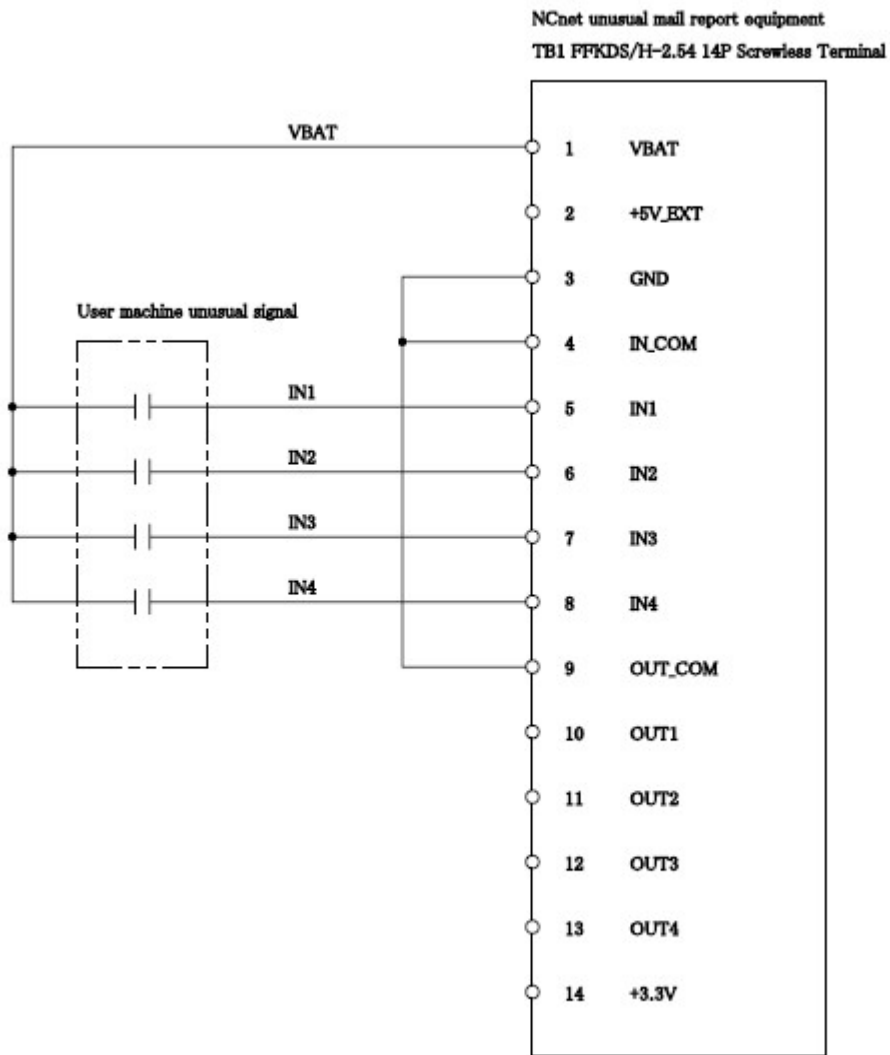 NCnet unusual mail report equipment
TB1 FFKDS/H-2.54 14P Screwless Terminal
VBAT
1 VBAT
2 +5V_EXT
3 GND
User machine unusual signal
4 IN_COM
IN1
5 IN1
IN2
6 IN2
IN3
7 IN3
IN4
8 IN4
9 OUT_COM
10 OUT1
11 OUT2
12 OUT3
13 OUT4
14 +3.3V